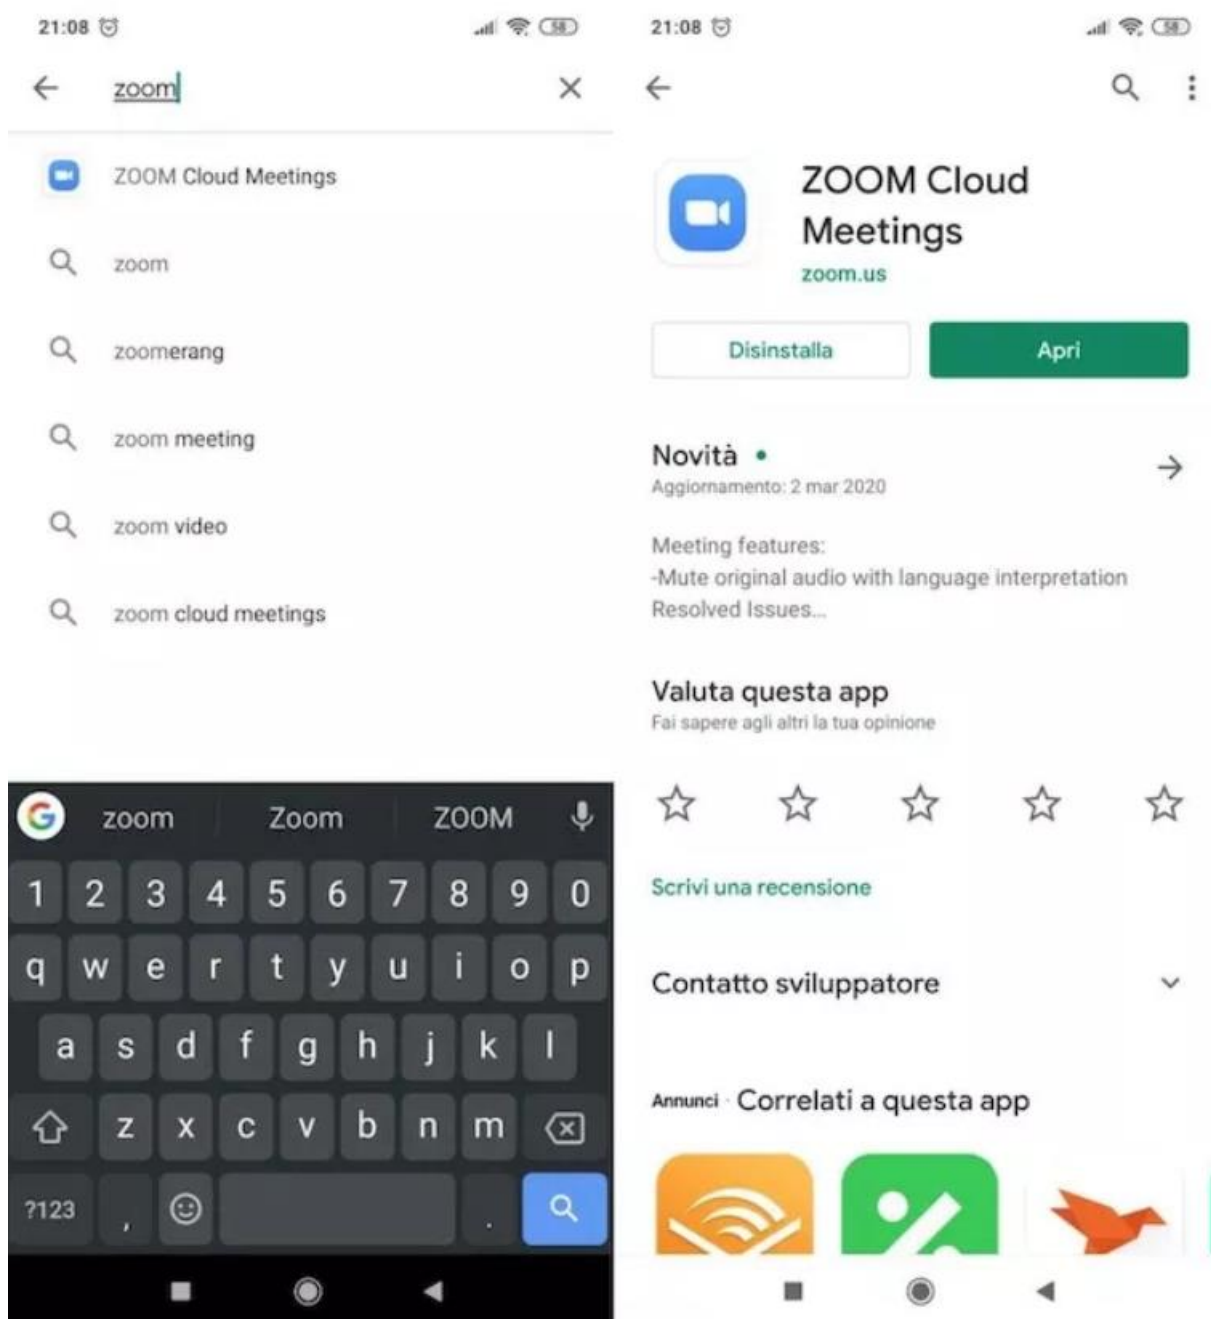 21:08
58
zoom
ZOOM Cloud Meetings
zoom
zoomerang
zoom meeting
zoom video
zoom cloud meetings
G zoom Zoom ZOOM
1 2 3 4 5 6 7 8 9 0
q w e r t y u i o p
a s d f g h j k l
z x c v b n m
?123 , .
21:08
58
ZOOM Cloud
Meetings
zoom.us
Disinstalla Apri
Novità •
Aggiornamento: 2 mar 2020
Meeting features:
-Mute original audio with language interpretation
Resolved Issues...
Valuta questa app
Fai sapere agli altri la tua opinione
Scrivi una recensione
Contatto sviluppatore
Annunci · Correlati a questa app